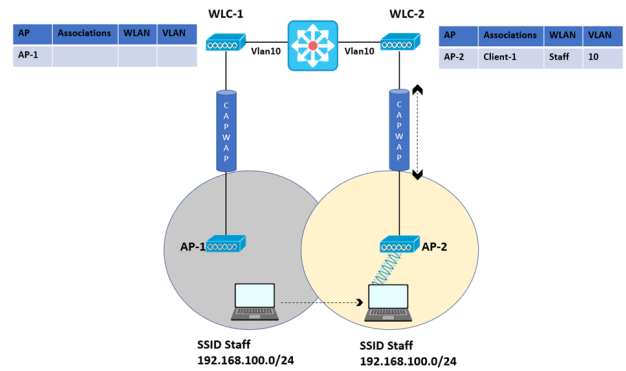 WLC-1
WLC-2
AP Associations WLAN VLAN
AP-1
Vlan10
Vlan10
AP Associations WLAN VLAN
AP-2 Client-1 Staff 10
CAPWAP
CAPWAP
AP-1
AP-2
SSID Staff
192.168.100.0/24
SSID Staff
192.168.100.0/24